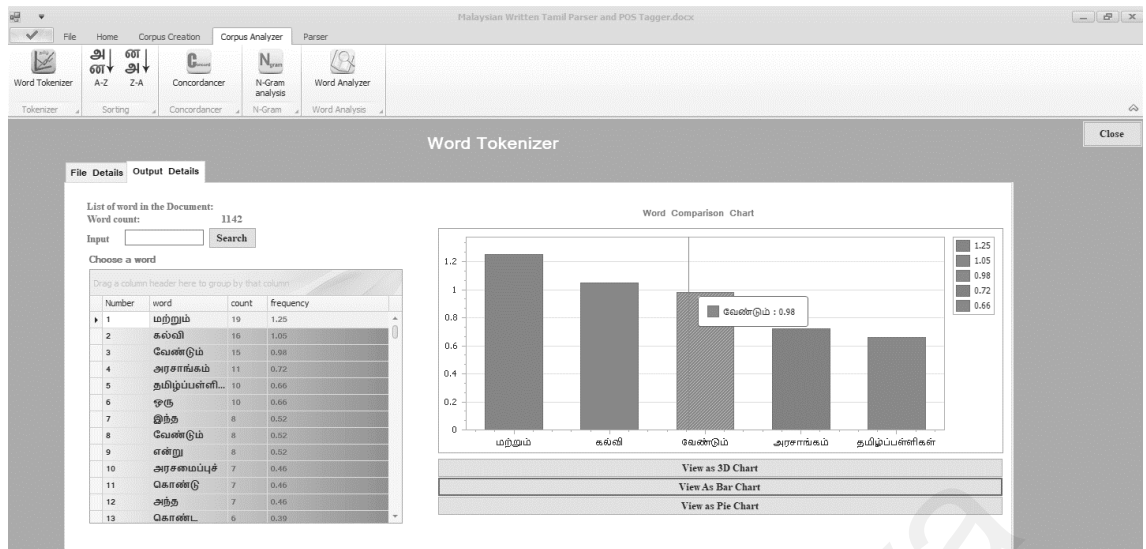 Malaysian Written Tamil Parser and POS Tagger.docx
File Home Corpus Creation Corpus Analyzer Parser
Word Tokenizer
அ ன A-Z
ன அ Z-A
Concordancer
N-Gram analysis
Word Analyzer
Tokenizer Sorting Concordancer N-Gram Word Analysis
Word Tokenizer
Close
File Details Output Details
List of word in the Document:
Word count: 1142
Input Search
Choose a word
Drag a column header here to group by that column
Number word count frequency
1 மற்றும் 19 1.25
2 கல்வி 16 1.05
3 வேண்டும் 15 0.98
4 அரசாங்கம் 11 0.72
5 தமிழ்ப்பள்ளி... 10 0.66
6 ஒரு 10 0.66
7 இந்த 8 0.52
8 வேண்டும் 8 0.52
9 என்று 8 0.52
10 அரசமைப்புச் 7 0.46
11 கொண்டு 7 0.46
12 அந்த 7 0.46
13 கொண்ட 6 0.39
Word Comparison Chart
1.2
1
0.8
0.6
0.4
0.2
0
வேண்டும் : 0.98
மற்றும் கல்வி வேண்டும் அரசாங்கம் தமிழ்ப்பள்ளிகள்
1.25
1.05
0.98
0.72
0.66
View as 3D Chart
View As Bar Chart
View as Pie Chart